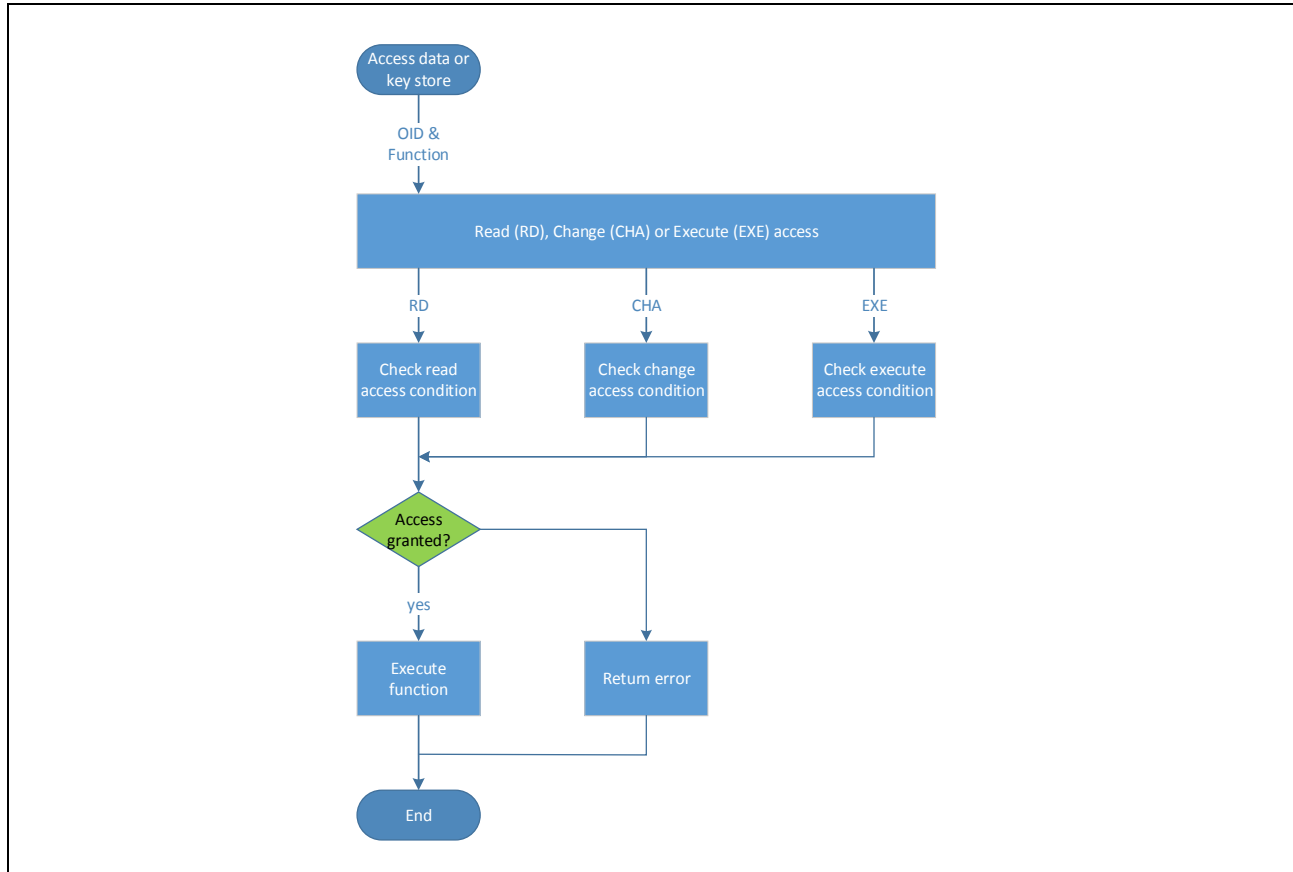 Access data or
key store
OID &
Function
Read (RD), Change (CHA) or Execute (EXE) access
RD
CHA
EXE
Check read
access condition
Check change
access condition
Check execute
access condition
Access
granted?
yes
Execute
function
Return error
End